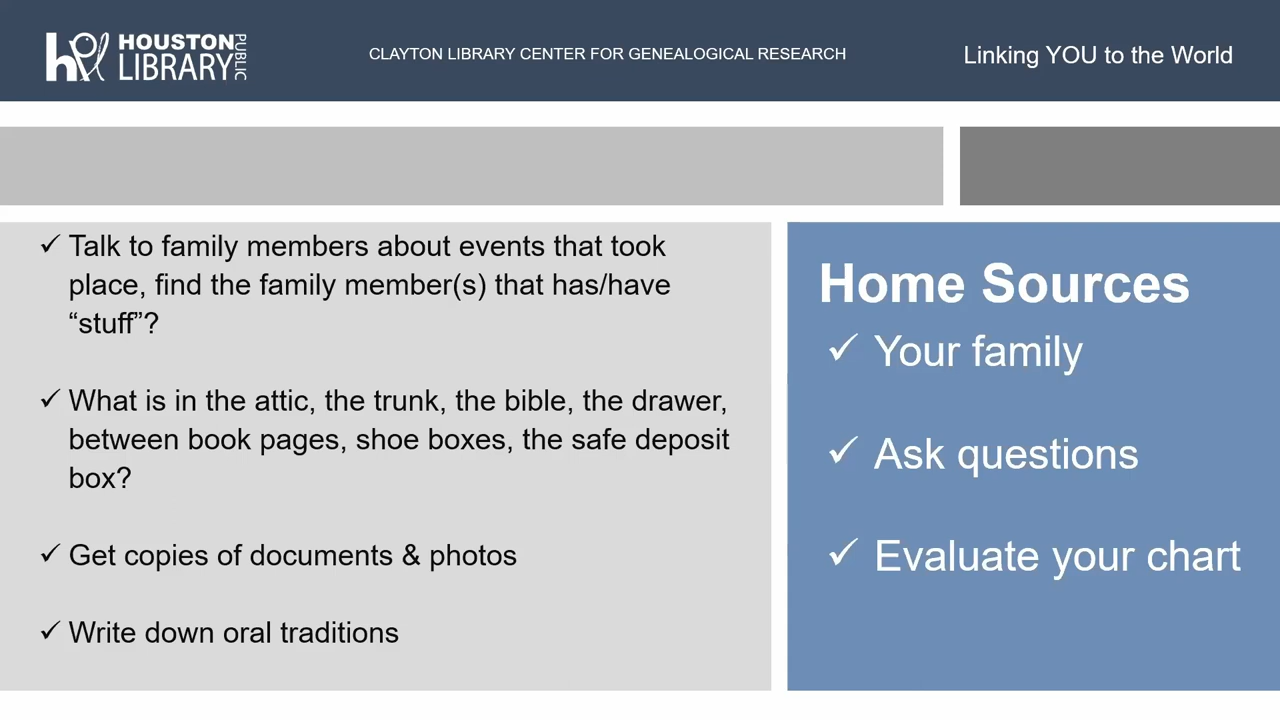 HOUSTON
LIBRARY
PUBLIC
CLAYTON LIBRARY CENTER FOR GENEALOGICAL RESEARCH
Linking YOU to the World
✓ Talk to family members about events that took
place, find the family member(s) that has/have
“stuff”?
✓ What is in the attic, the trunk, the bible, the drawer,
between book pages, shoe boxes, the safe deposit
box?
✓ Get copies of documents & photos
✓ Write down oral traditions
Home Sources
✓ Your family
✓ Ask questions
✓ Evaluate your chart